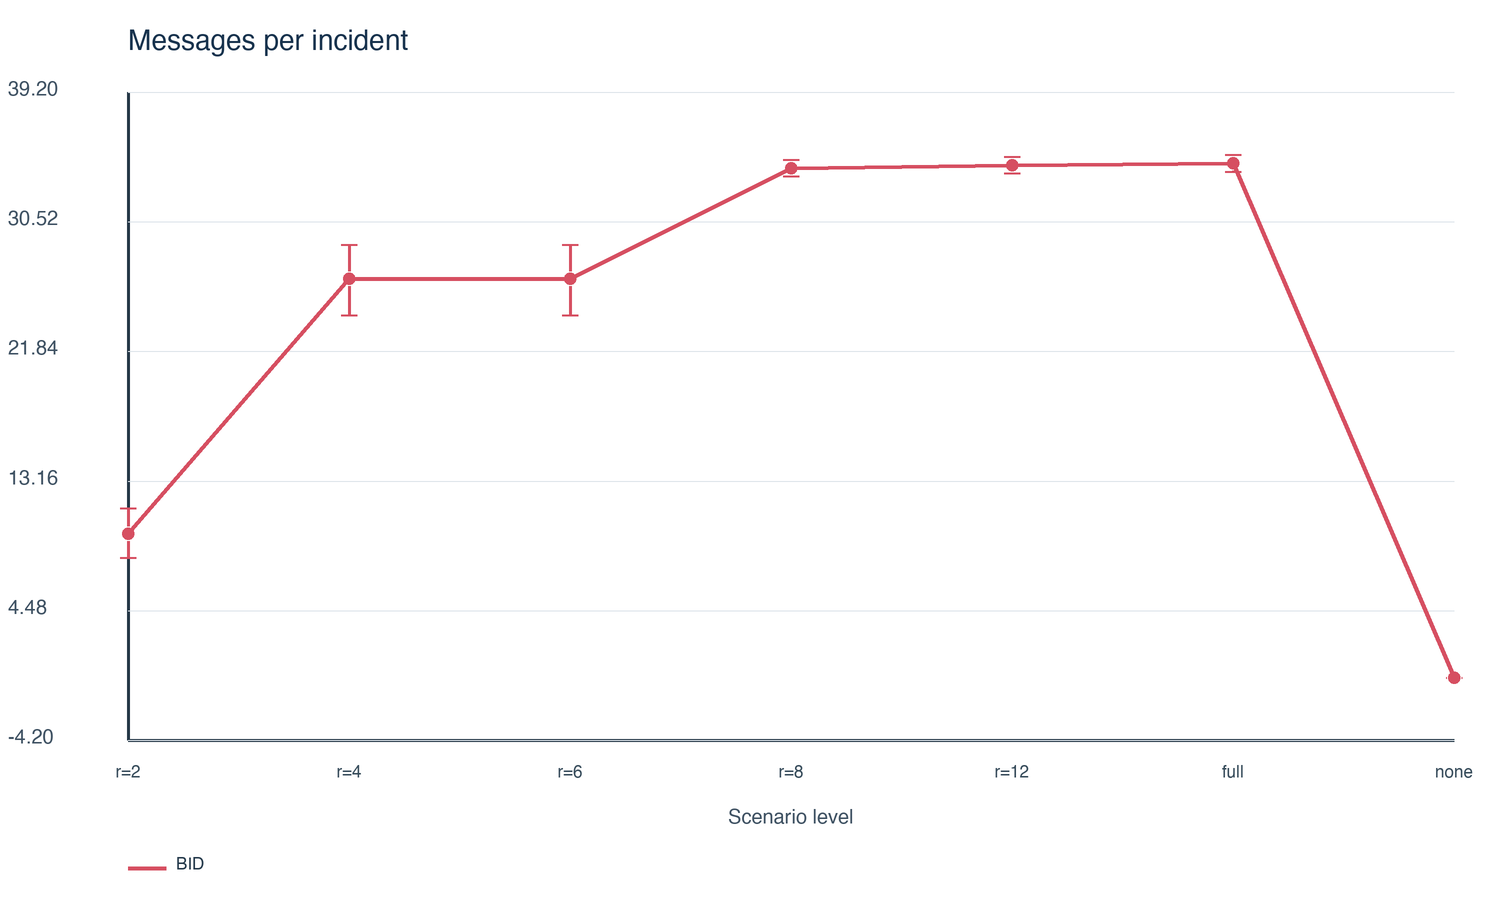 Messages per incident
39.20
30.52
21.84
13.16
4.48
-4.20
r=2 r=4 r=6 r=8 r=12 full none
Scenario level
BID